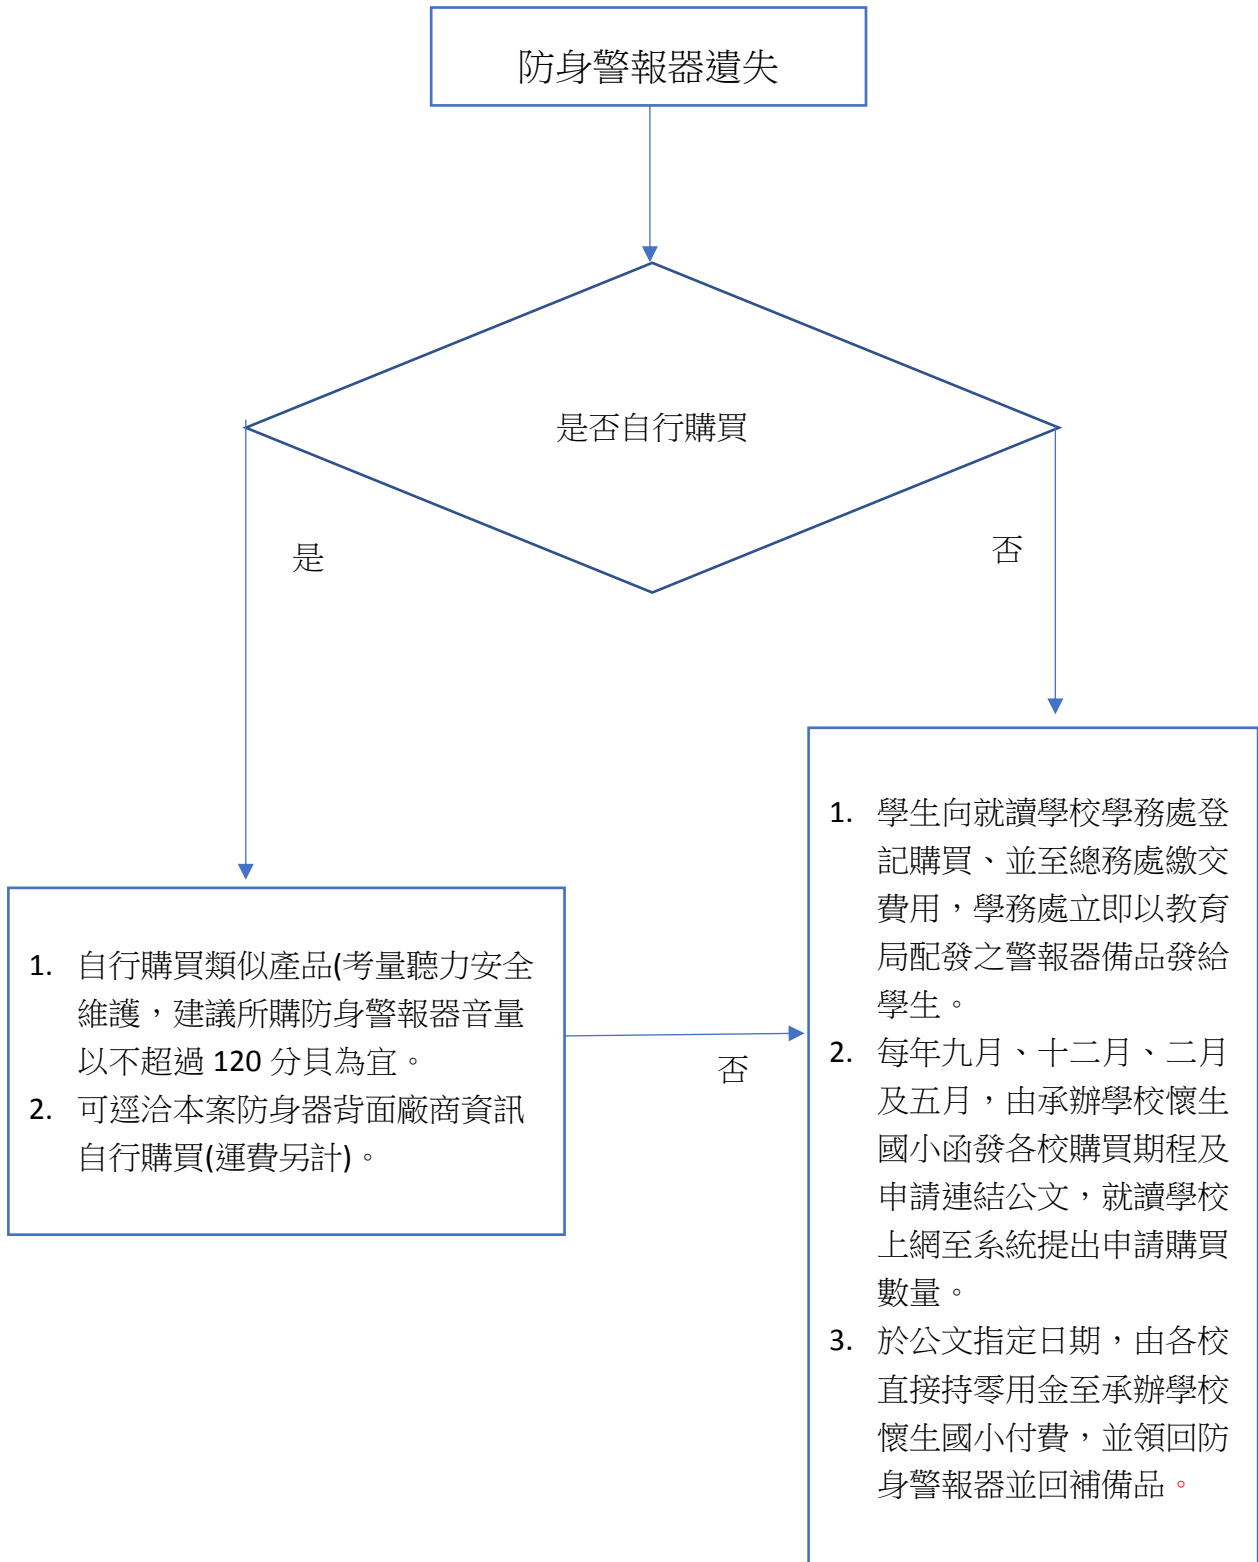 防身警報器遺失
是否自行購買
是
否
1. 自行購買類似產品(考量聽力安全
維護，建議所購防身警報器音量
以不超過 120 分貝為宜。
2. 可逕洽本案防身器背面廠商資訊
自行購買(運費另計)。
否
1. 學生向就讀學校學務處登
記購買、並至總務處繳交
費用，學務處立即以教育
局配發之警報器備品發給
學生。
2. 每年九月、十二月、二月
及五月，由承辦學校懷生
國小函發各校購買期程及
申請連結公文，就讀學校
上網至系統提出申請購買
數量。
3. 於公文指定日期，由各校
直接持零用金至承辦學校
懷生國小付費，並領回防
身警報器並回補備品。